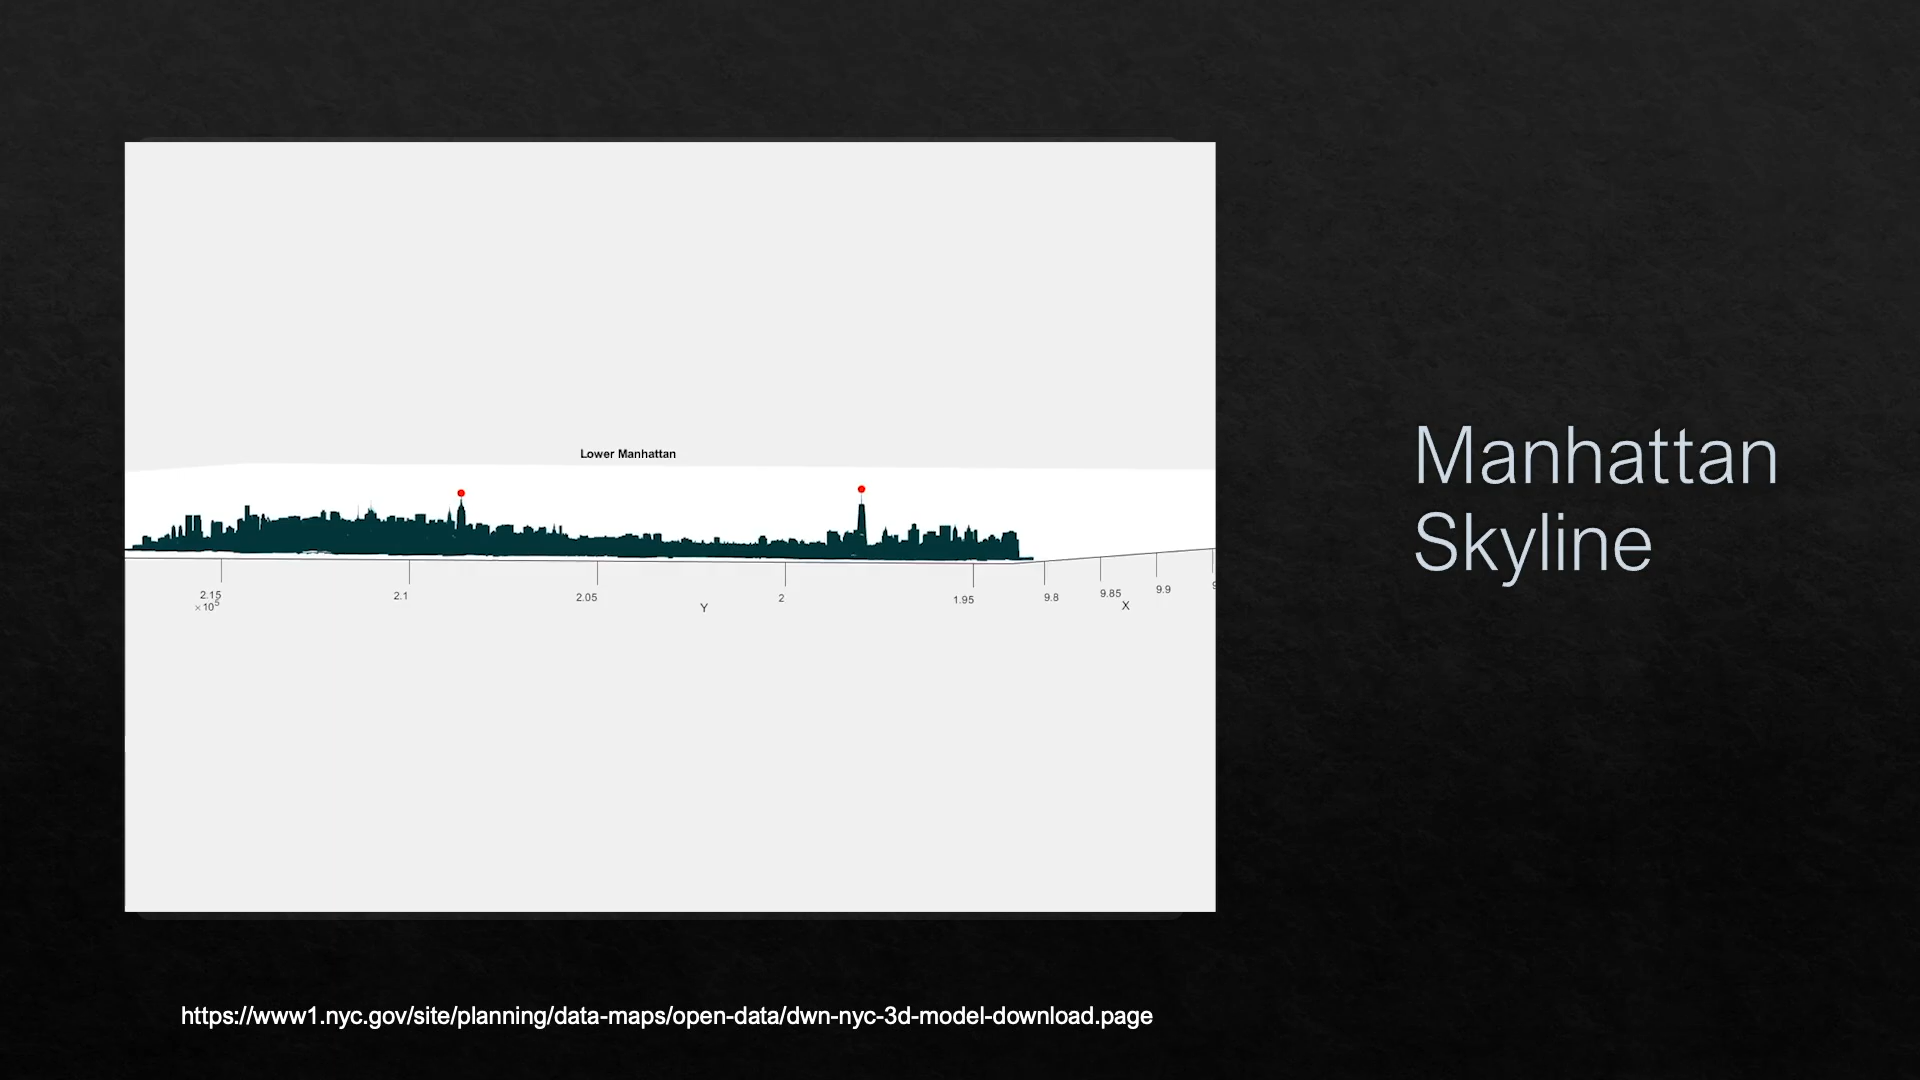 Lower Manhattan
2.15
2.1
2.05
2
1.95
9.8
9.85
9.9
×10⁵
Y
X
Manhattan
Skyline
https://www1.nyc.gov/site/planning/data-maps/open-data/dwn-nyc-3d-model-download.page